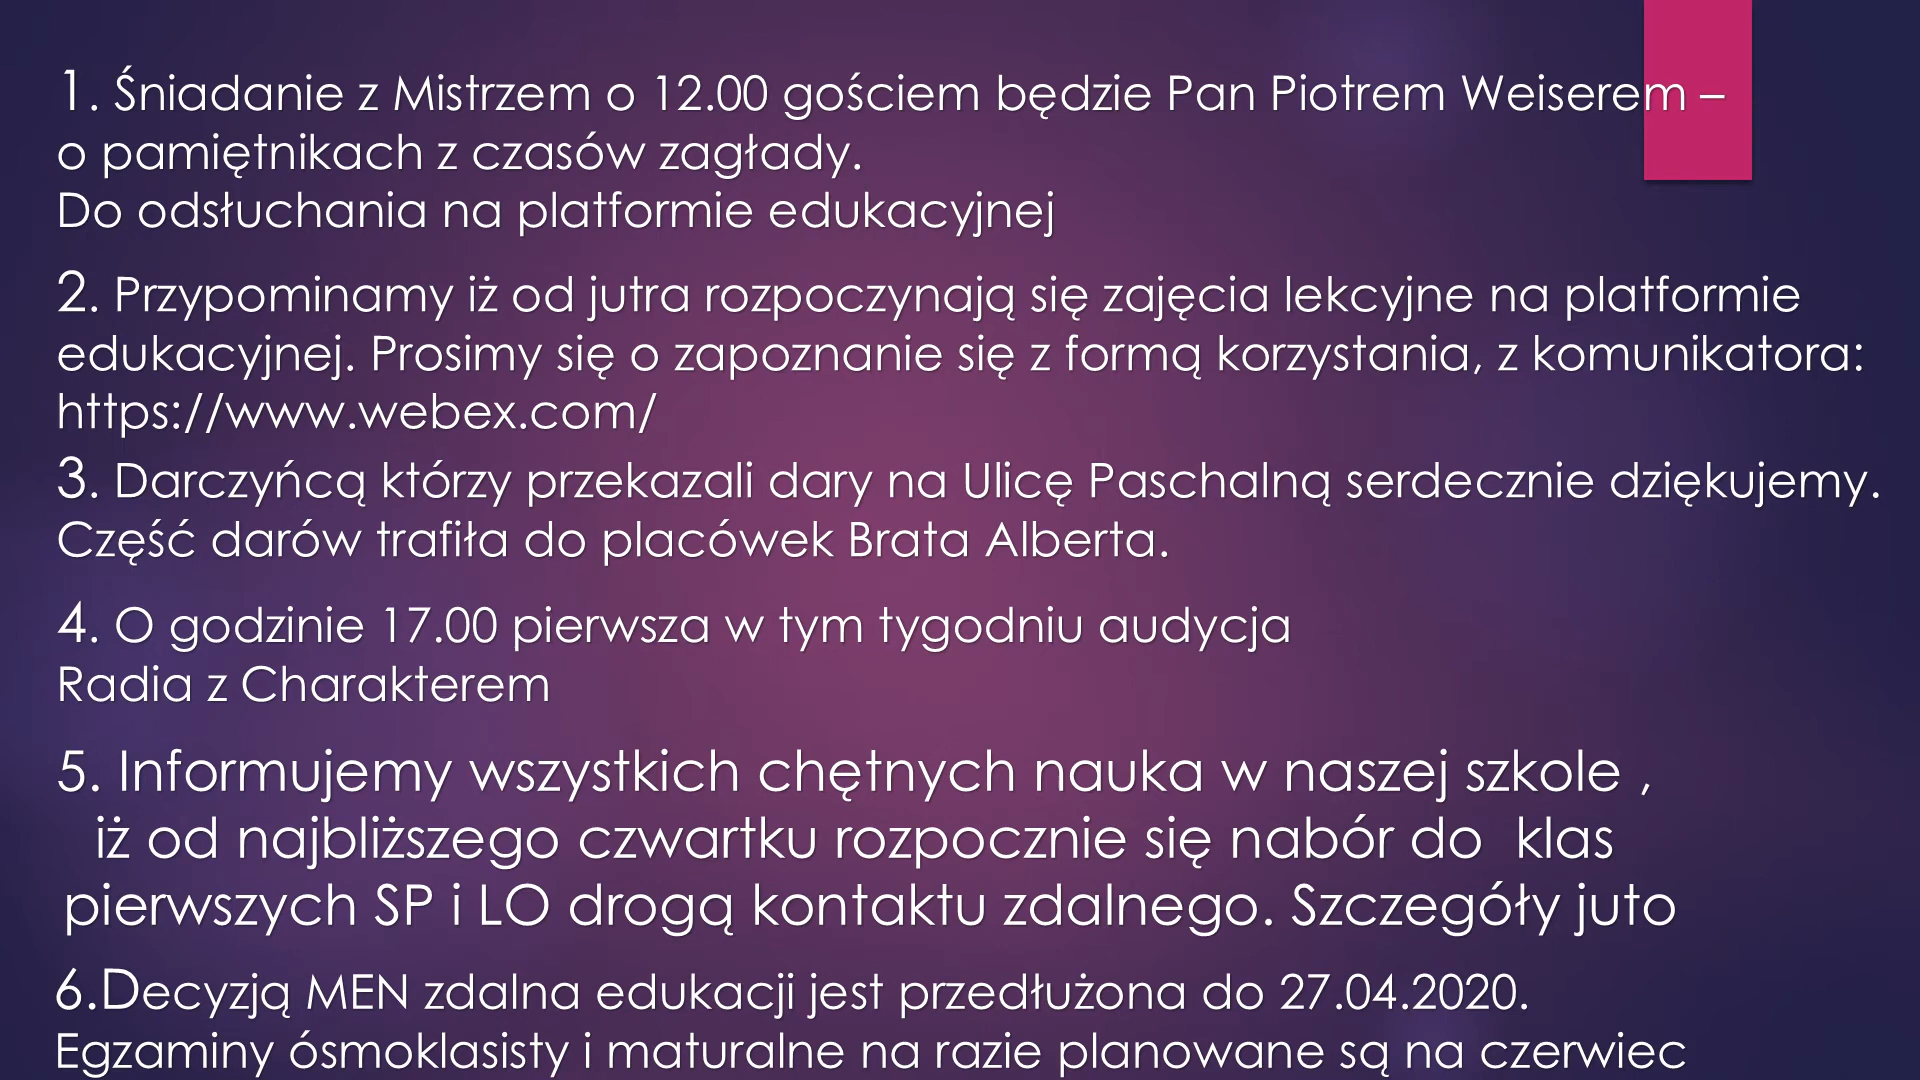 1. Śniadanie z Mistrzem o 12.00 gościem będzie Pan Piotrem Weiserem –
o pamiętnikach z czasów zagłady.
Do odsłuchania na platformie edukacyjnej
2. Przypominamy iż od jutra rozpoczynają się zajęcia lekcyjne na platformie
edukacyjnej. Prosimy się o zapoznanie się z formą korzystania, z komunikatora:
https://www.webex.com/
3. Darczyńcą którzy przekazali dary na Ulicę Paschalną serdecznie dziękujemy.
Część darów trafiła do placówek Brata Alberta.
4. O godzinie 17.00 pierwsza w tym tygodniu audycja
Radia z Charakterem
5. Informujemy wszystkich chętnych nauka w naszej szkole ,
iż od najbliższego czwartku rozpocznie się nabór do  klas
pierwszych SP i LO drogą kontaktu zdalnego. Szczegóły juto
6.Decyzją MEN zdalna edukacji jest przedłużona do 27.04.2020.
Egzaminy ósmoklasisty i maturalne na razie planowane są na czerwiec